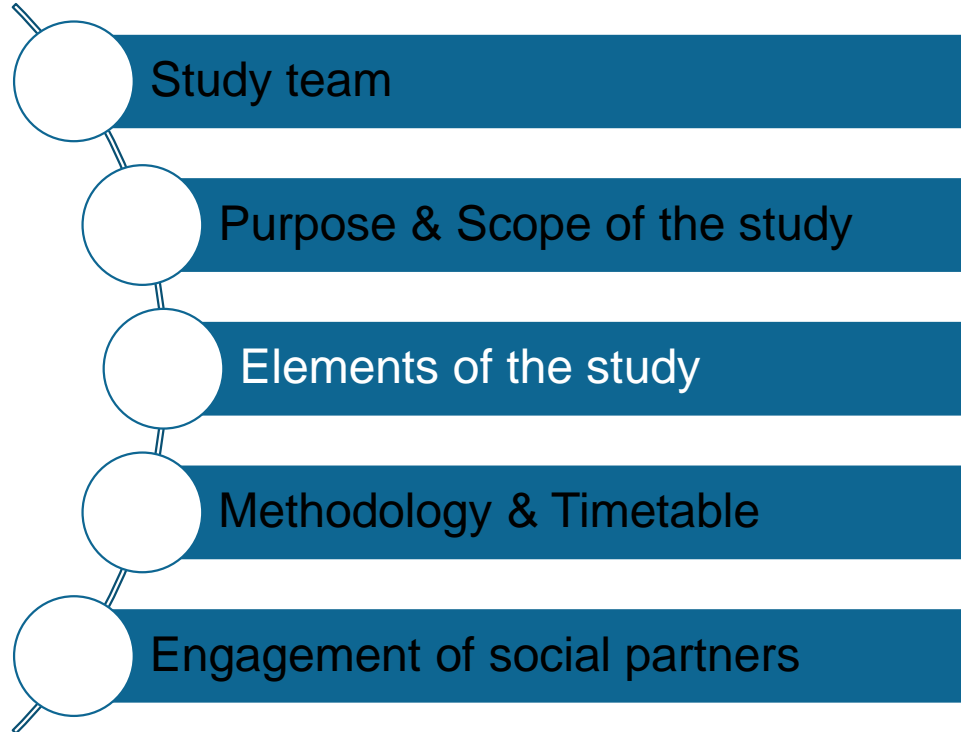 Study team
Purpose & Scope of the study
Elements of the study
Methodology & Timetable
Engagement of social partners